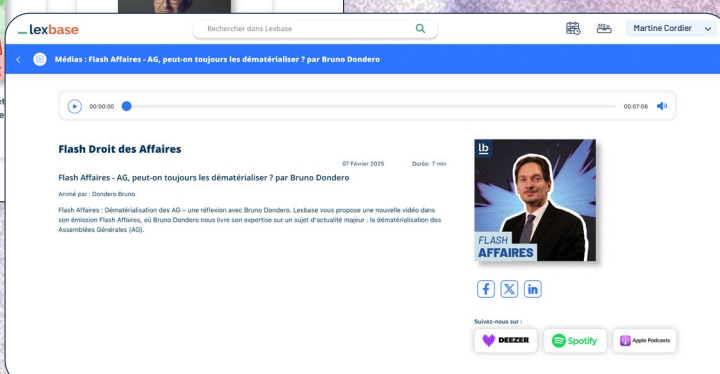 lexbase
Rechercher dans Lexbase
Martine Cordier
Médias : Flash Affaires - AG, peut-on toujours les dématérialiser ? par Bruno Dondero
00:00:00
00:07:06
Flash Droit des Affaires
07 Février 2025
Durée: 7 min
Flash Affaires - AG, peut-on toujours les dématérialiser ? par Bruno Dondero
Animé par : Dondero Bruno
Flash Affaires : Dématérialisation des AG – une réflexion avec Bruno Dondero. Lexbase vous propose une nouvelle vidéo dans
son émission Flash Affaires, où Bruno Dondero nous livre son expertise sur un sujet d'actualité majeur : la dématérialisation des
Assemblées Générales (AG).
lb
FLASH
AFFAIRES
Suivez-nous sur :
DEEZER
Spotify
Apple Podcasts